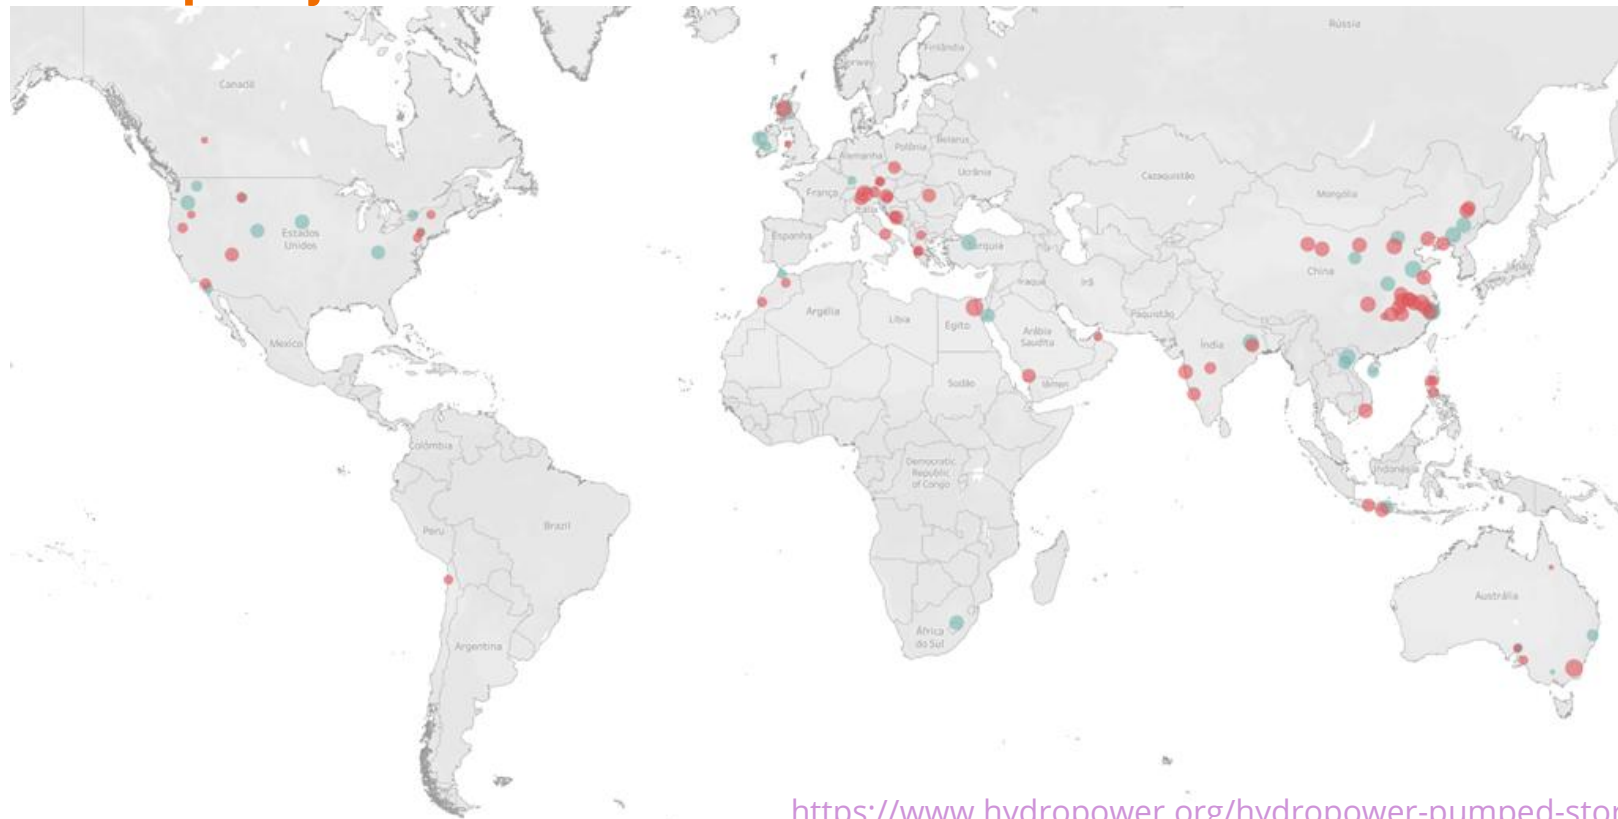 Rússia
Finlândia
Norway
Canadá
Belarus
Polônia
Alemanha
Ucrânia
Cazaquistão
França
Mongólia
Itália
Estados
Unidos
Espanha
Turquia
China
Iraque
Irã
Argélia
Líbia
Egito
Paquistão
Arábia
Saudita
México
Índia
Sudão
Iêmen
Colômbia
Democratic
Republic
of Congo
Indonésia
Peru
Brazil
Austrália
África
do Sul
Argentina
https://www.hydropower.org/hydropower-pumped-stor